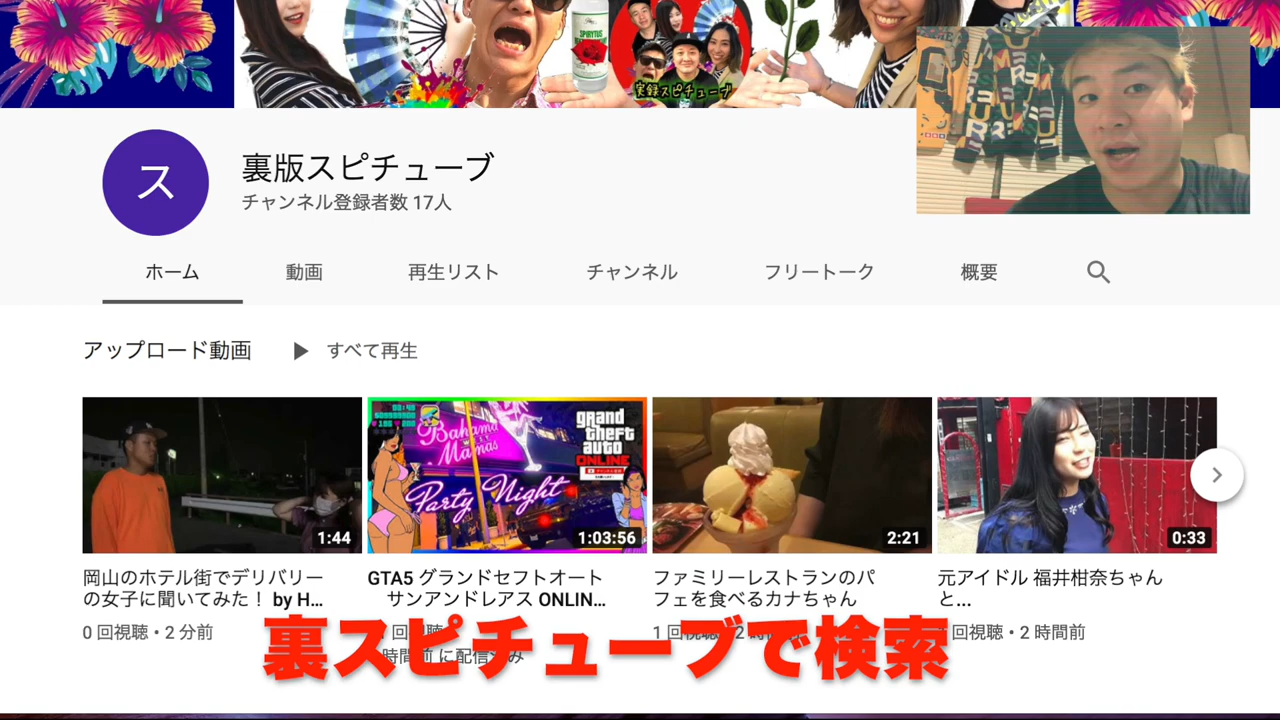 SPIRYTUS
実録スピチューブ
ス
裏版スピチューブ
チャンネル登録者数 17人
ホーム
動画
再生リスト
チャンネル
フリートーク
概要
アップロード動画
すべて再生
Bahama Mamas
Party Night
grand
theft
auto
ONLINE
1:44
1:03:56
2:21
0:33
岡山のホテル街でデリバリー
の女子に聞いてみた！ by H...
0 回視聴・2 分前
GTA5 グランドセフトオート
サンアンドレアス ONLIN...
時間前 に配信済み
ファミリーレストランのパ
フェを食べるカナちゃん
1 回視聴・2 時間前
元アイドル 福井柑奈ちゃん
と...
回視聴・2 時間前
裏スピチューブで検索